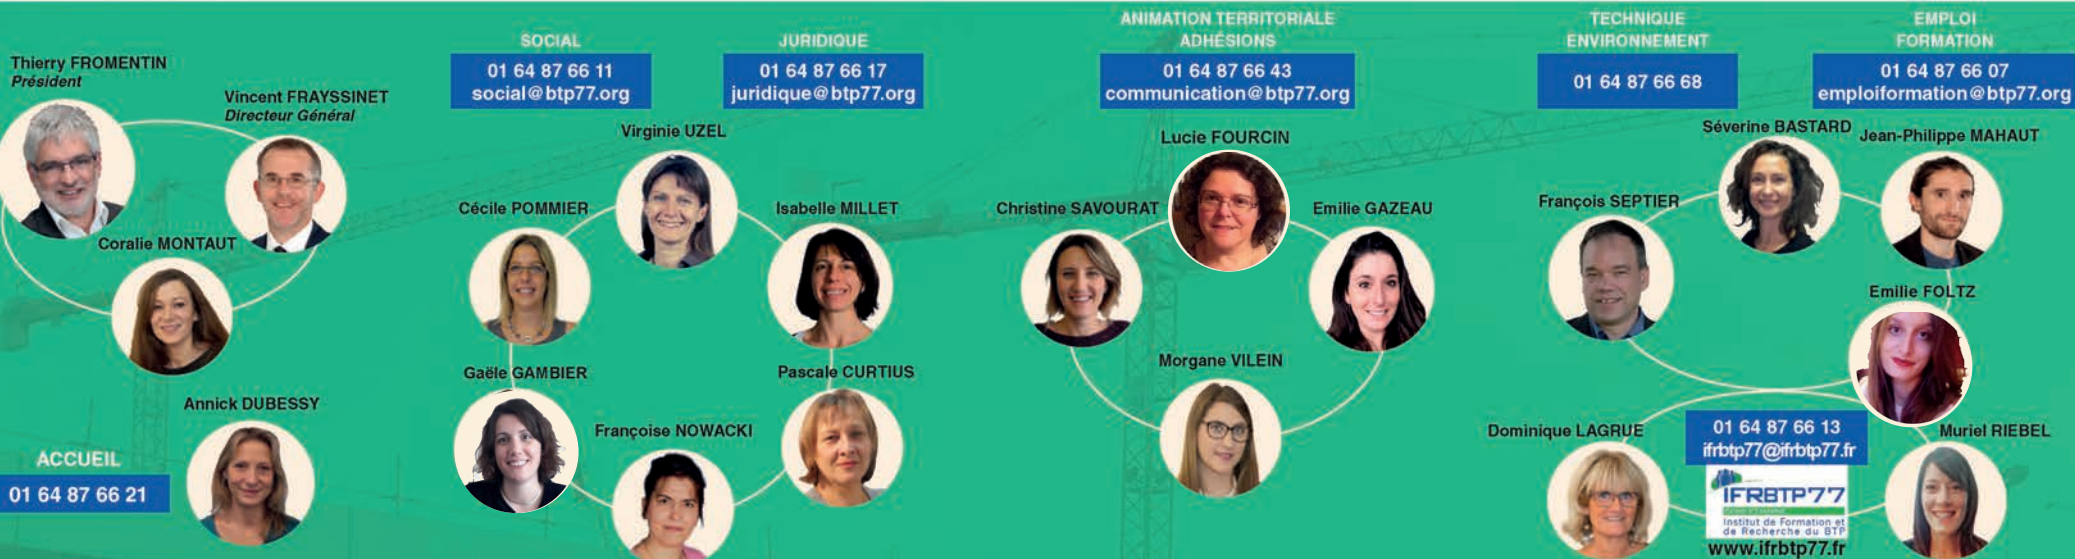 Thierry FROMENTIN
Président
Vincent FRAYSSINET
Directeur Général
Coralie MONTAUT
Annick DUBESSY
ACCUEIL
01 64 87 66 21
SOCIAL
01 64 87 66 11
social@btp77.org
JURIDIQUE
01 64 87 66 17
juridique@btp77.org
Virginie UZEL
Cécile POMMIER
Isabelle MILLET
Gaële GAMBIER
Pascale CURTIUS
Françoise NOWACKI
ANIMATION TERRITORIALE
ADHÉSIONS
01 64 87 66 43
communication@btp77.org
Lucie FOURCIN
Christine SAVOURAT
Emilie GAZEAU
Morgane VILEIN
TECHNIQUE
ENVIRONNEMENT
01 64 87 66 68
EMPLOI
FORMATION
01 64 87 66 07
emploiformation@btp77.org
Séverine BASTARD
Jean-Philippe MAHAUT
François SEPTIER
Emilie FOLTZ
Dominique LAGRUE
01 64 87 66 13
ifrbtp77@ifrbtp77.fr
Muriel RIEBEL
IFRBTP77
Institut de Formation et
de Recherche du BTP
www.ifrbtp77.fr